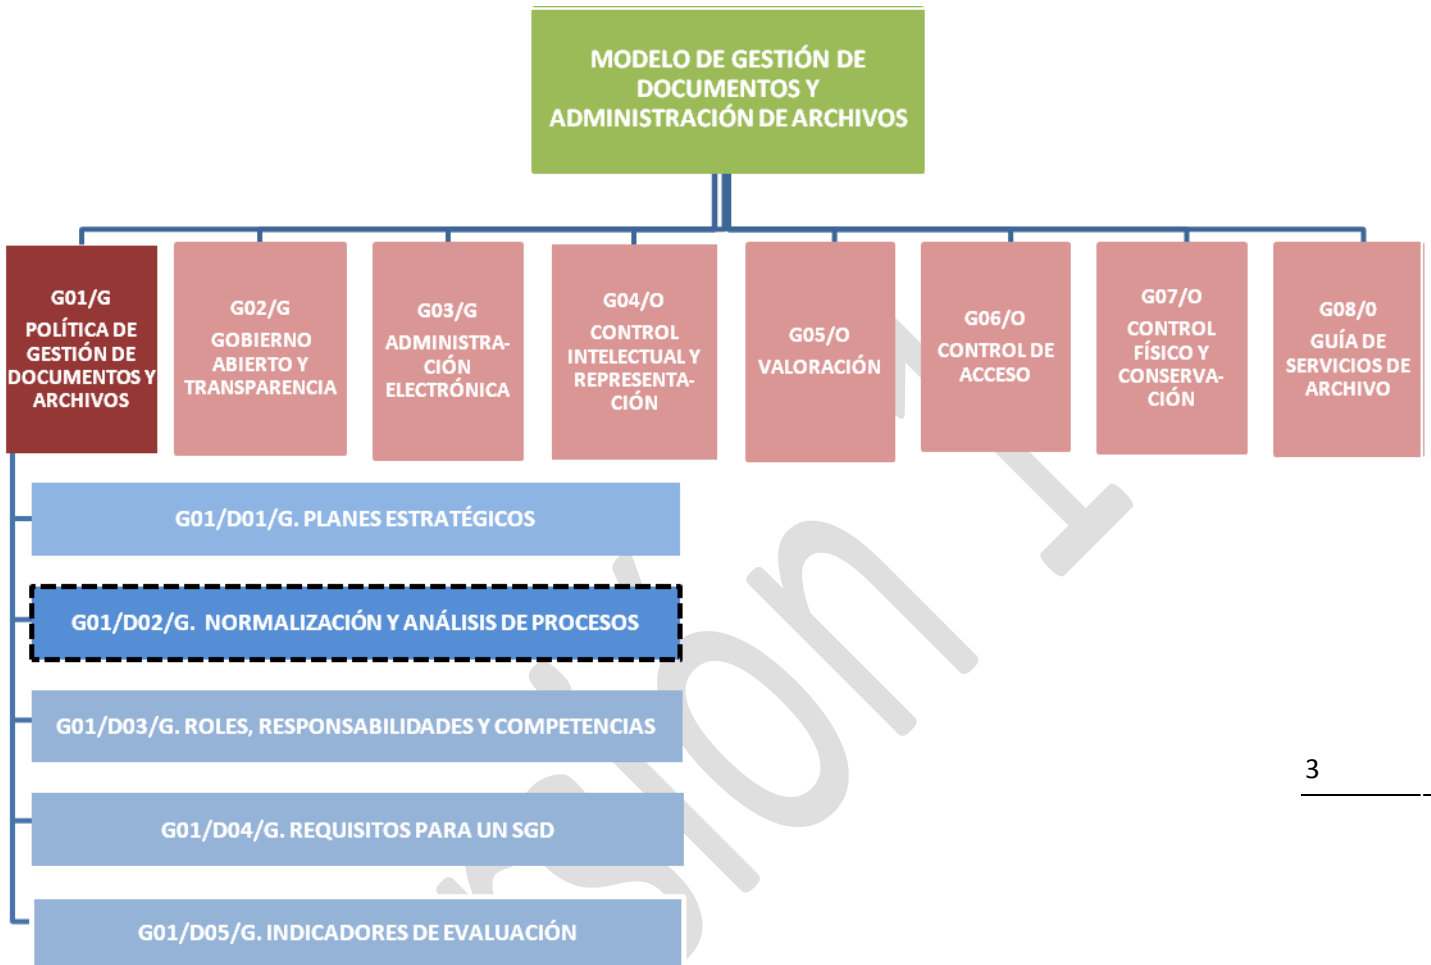 MODELO DE GESTIÓN DE
DOCUMENTOS Y
ADMINISTRACIÓN DE ARCHIVOS
G01/G
POLÍTICA DE
GESTIÓN DE
DOCUMENTOS Y
ARCHIVOS
G02/G
GOBIERNO
ABIERTO Y
TRANSPARENCIA
G03/G
ADMINISTRA-
CIÓN
ELECTRÓNICA
G04/O
CONTROL
INTELECTUAL Y
REPRESENTA-
CIÓN
G05/O
VALORACIÓN
G06/O
CONTROL DE
ACCESO
G07/O
CONTROL
FÍSICO Y
CONSERVA-
CIÓN
G08/0
GUÍA DE
SERVICIOS DE
ARCHIVO
G01/D01/G. PLANES ESTRATÉGICOS
G01/D02/G. NORMALIZACIÓN Y ANÁLISIS DE PROCESOS
G01/D03/G. ROLES, RESPONSABILIDADES Y COMPETENCIAS
3
G01/D04/G. REQUISITOS PARA UN SGD
G01/D05/G. INDICADORES DE EVALUACIÓN